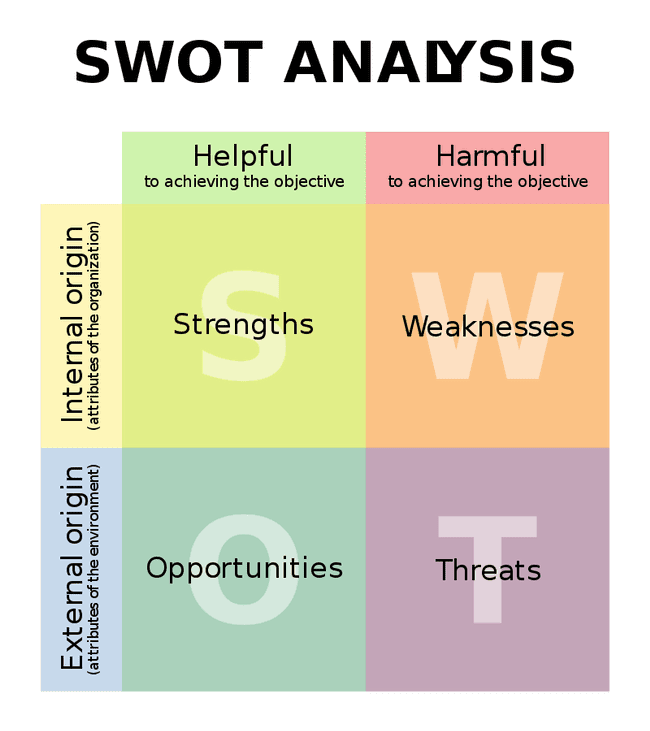 SWOT ANALYSIS
Helpful
to achieving the objective
Harmful
to achieving the objective
Internal origin
(attributes of the organization)
S
Strengths
W
Weaknesses
External origin
(attributes of the environment)
O
Opportunities
T
Threats